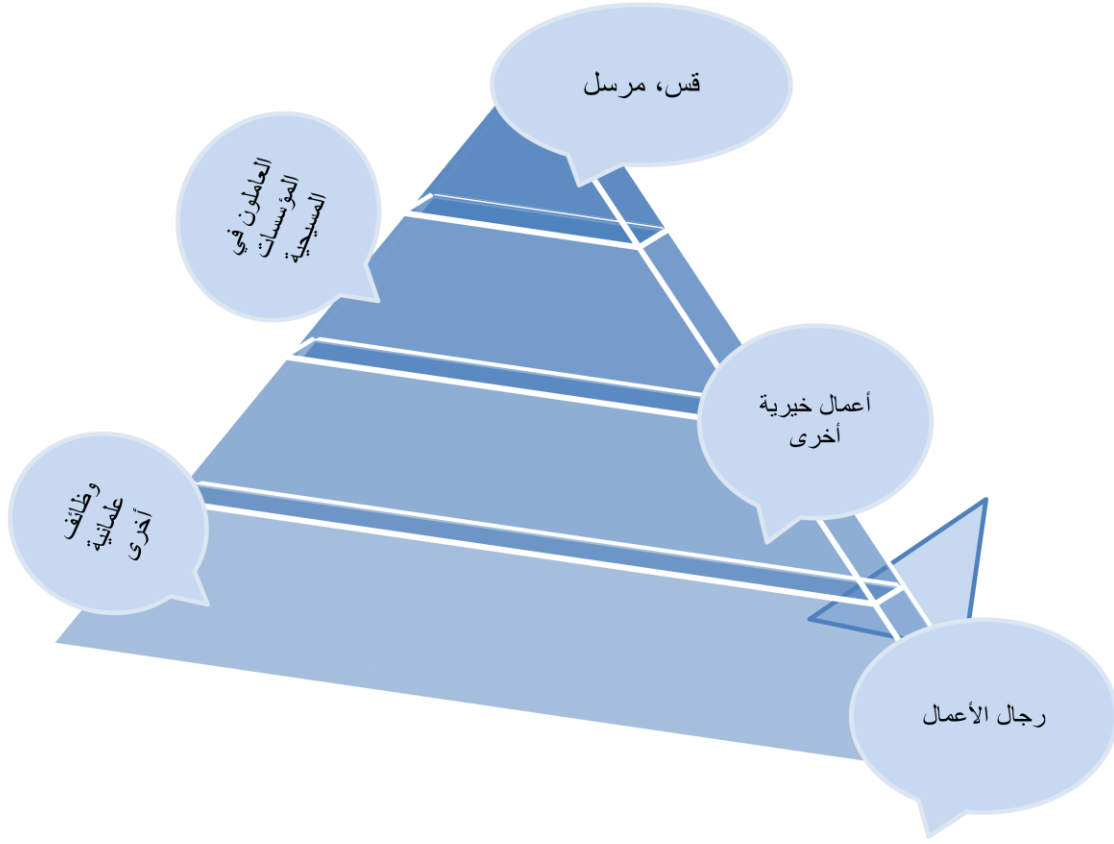 قس، مرسل
العاملون في
المؤسسات
المسيحية
أعمال خيرية
أخرى
وظائف
علمانية
أخرى
رجال الأعمال